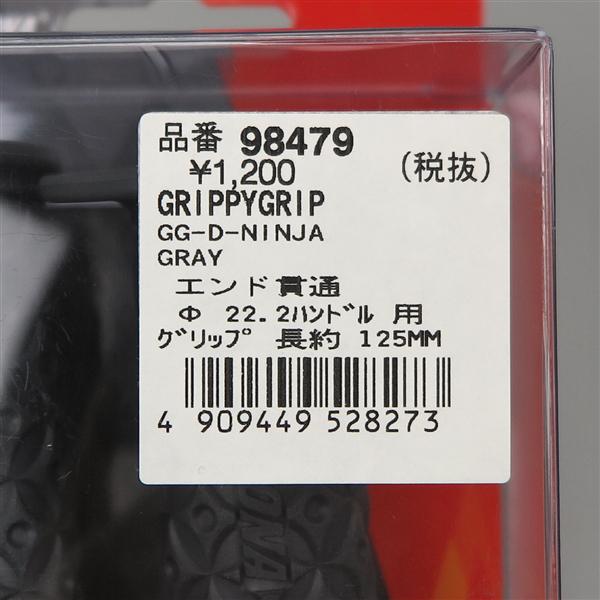 品番 98479
¥1,200 (税抜)
GRIPPYGRIP
GG-D-NINJA
GRAY
エンド貫通
Φ 22.2ﾊﾝﾄﾞﾙ 用
ｸﾞﾘｯﾌﾟ 長約 125MM
4 909449 528273
ONA